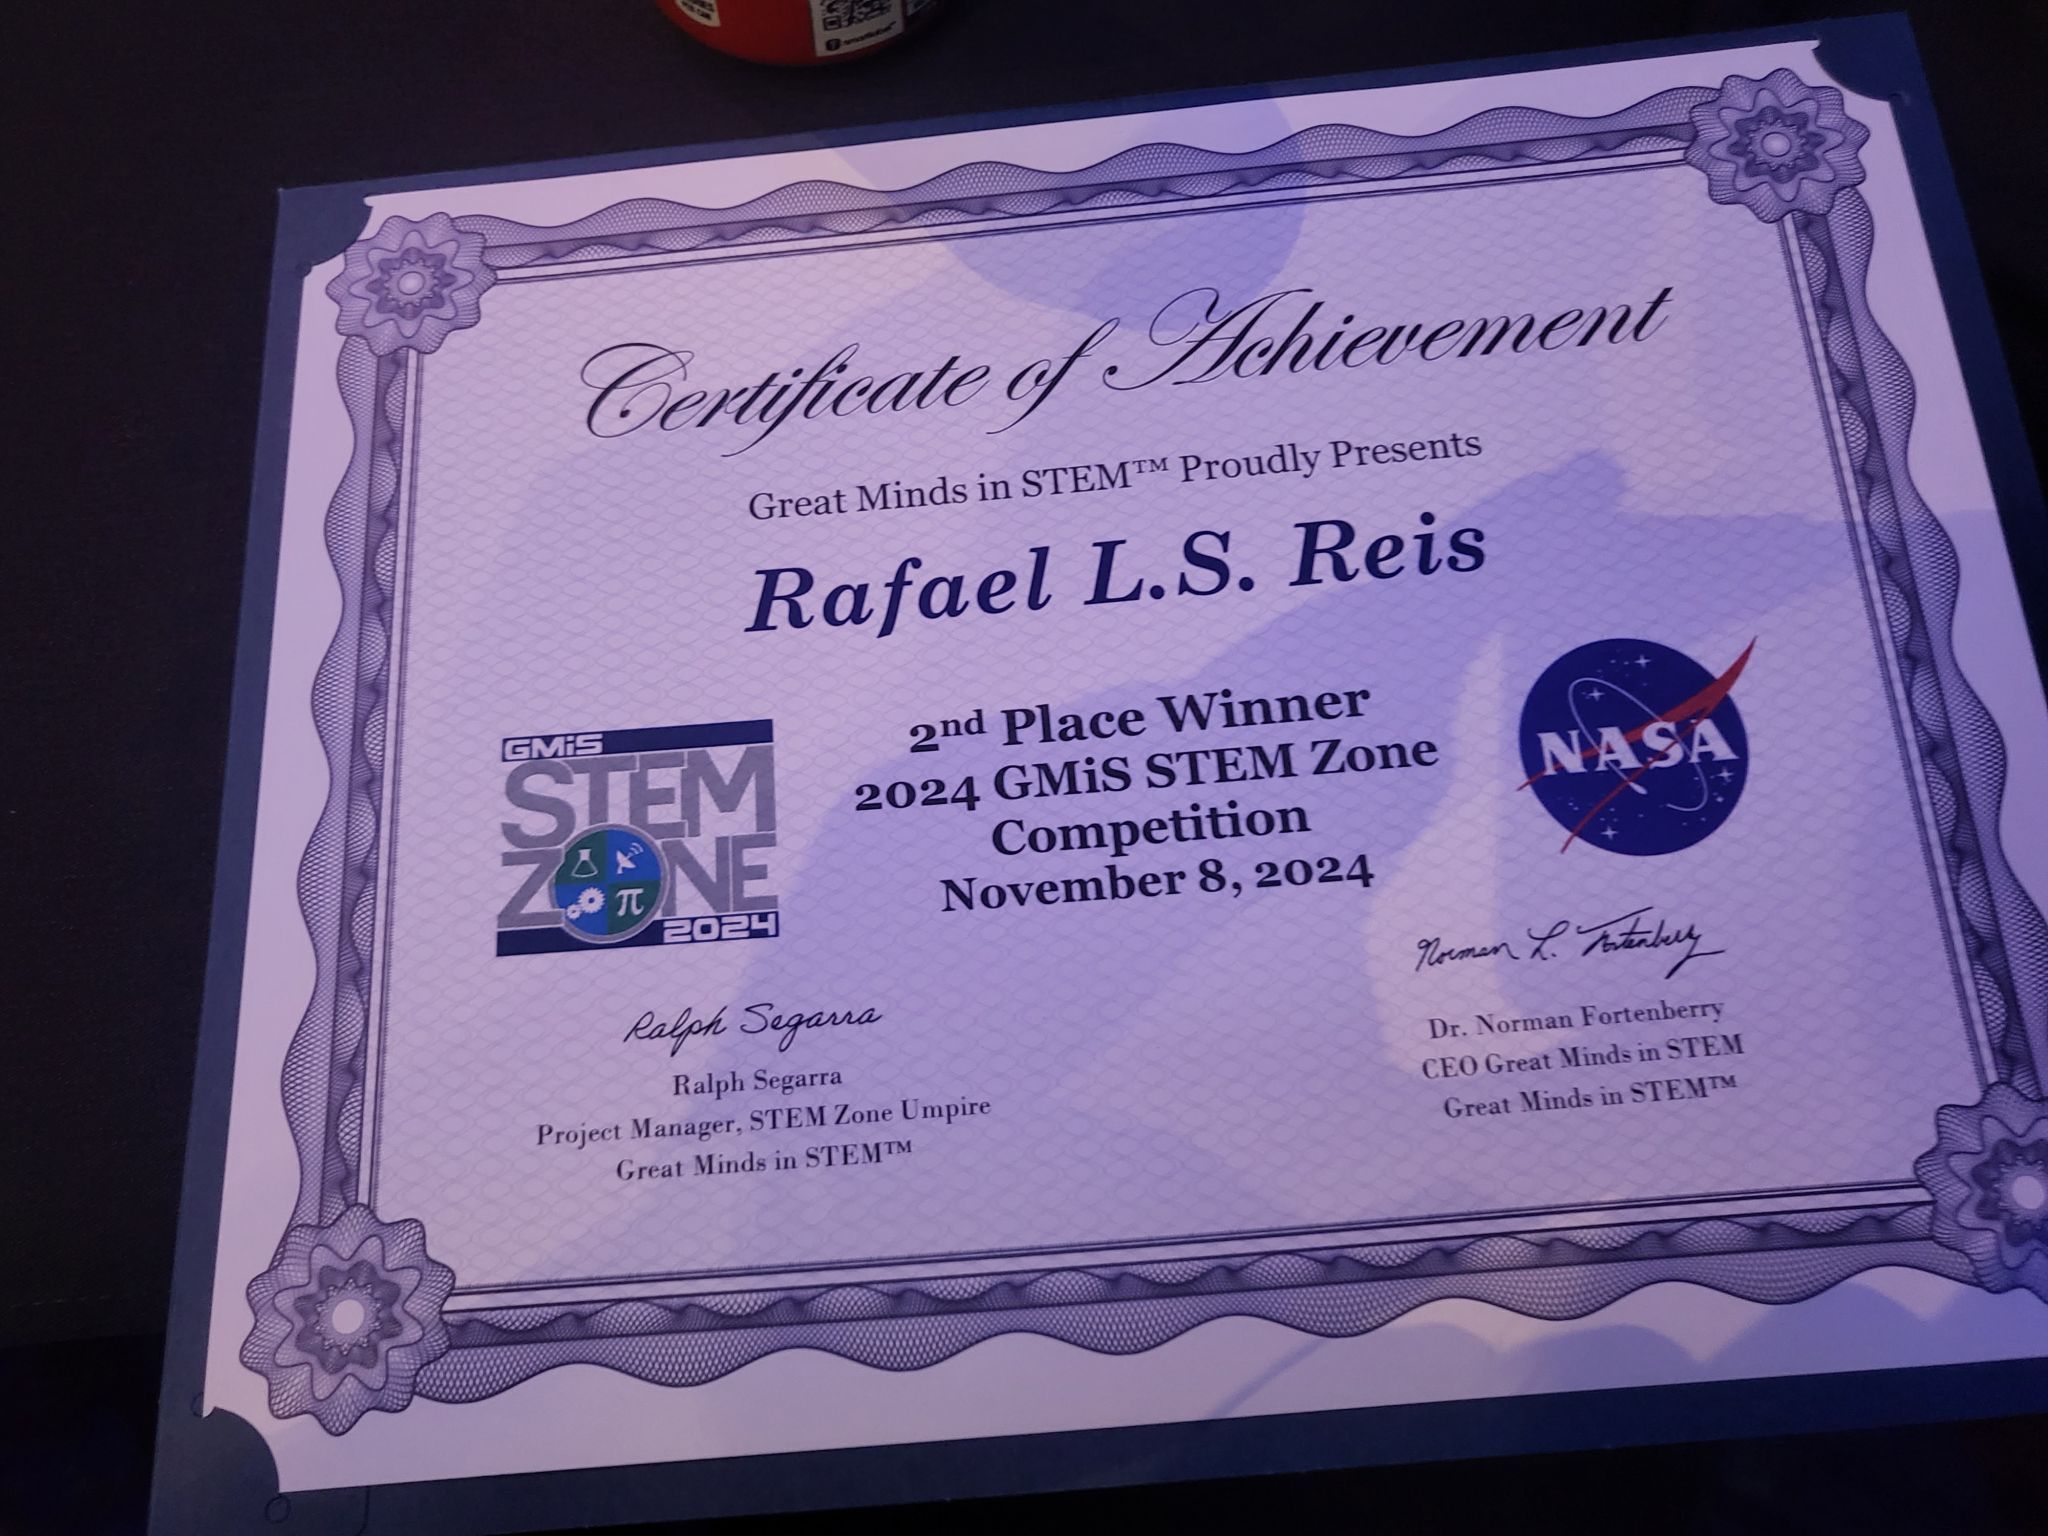 Certificate of Achievement
Great Minds in STEM™ Proudly Presents
Rafael L.S. Reis
2nd Place Winner
2024 GMiS STEM Zone
Competition
November 8, 2024
GMiS
STEM
ZONE
π
2024
NASA
Ralph Segarra
Ralph Segarra
Project Manager, STEM Zone Umpire
Great Minds in STEM™
Norman L. Fortenberry
Dr. Norman Fortenberry
CEO Great Minds in STEM
Great Minds in STEM™